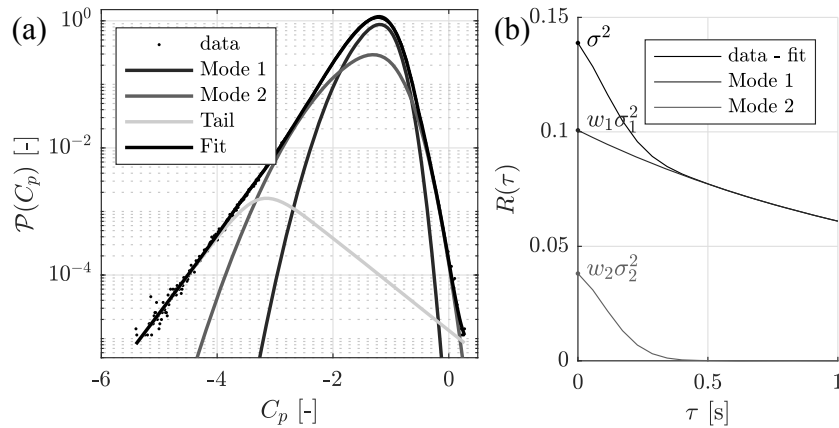 (a)
data
Mode 1
Mode 2
Tail
Fit
10^0
10^{-2}
10^{-4}
P(C_p) [-]
-6
-4
-2
0
C_p [-]
(b)
data - fit
Mode 1
Mode 2
σ^2
w_1σ_1^2
w_2σ_2^2
0.15
0.1
0.05
0
R(τ)
0
0.5
1
τ [s]